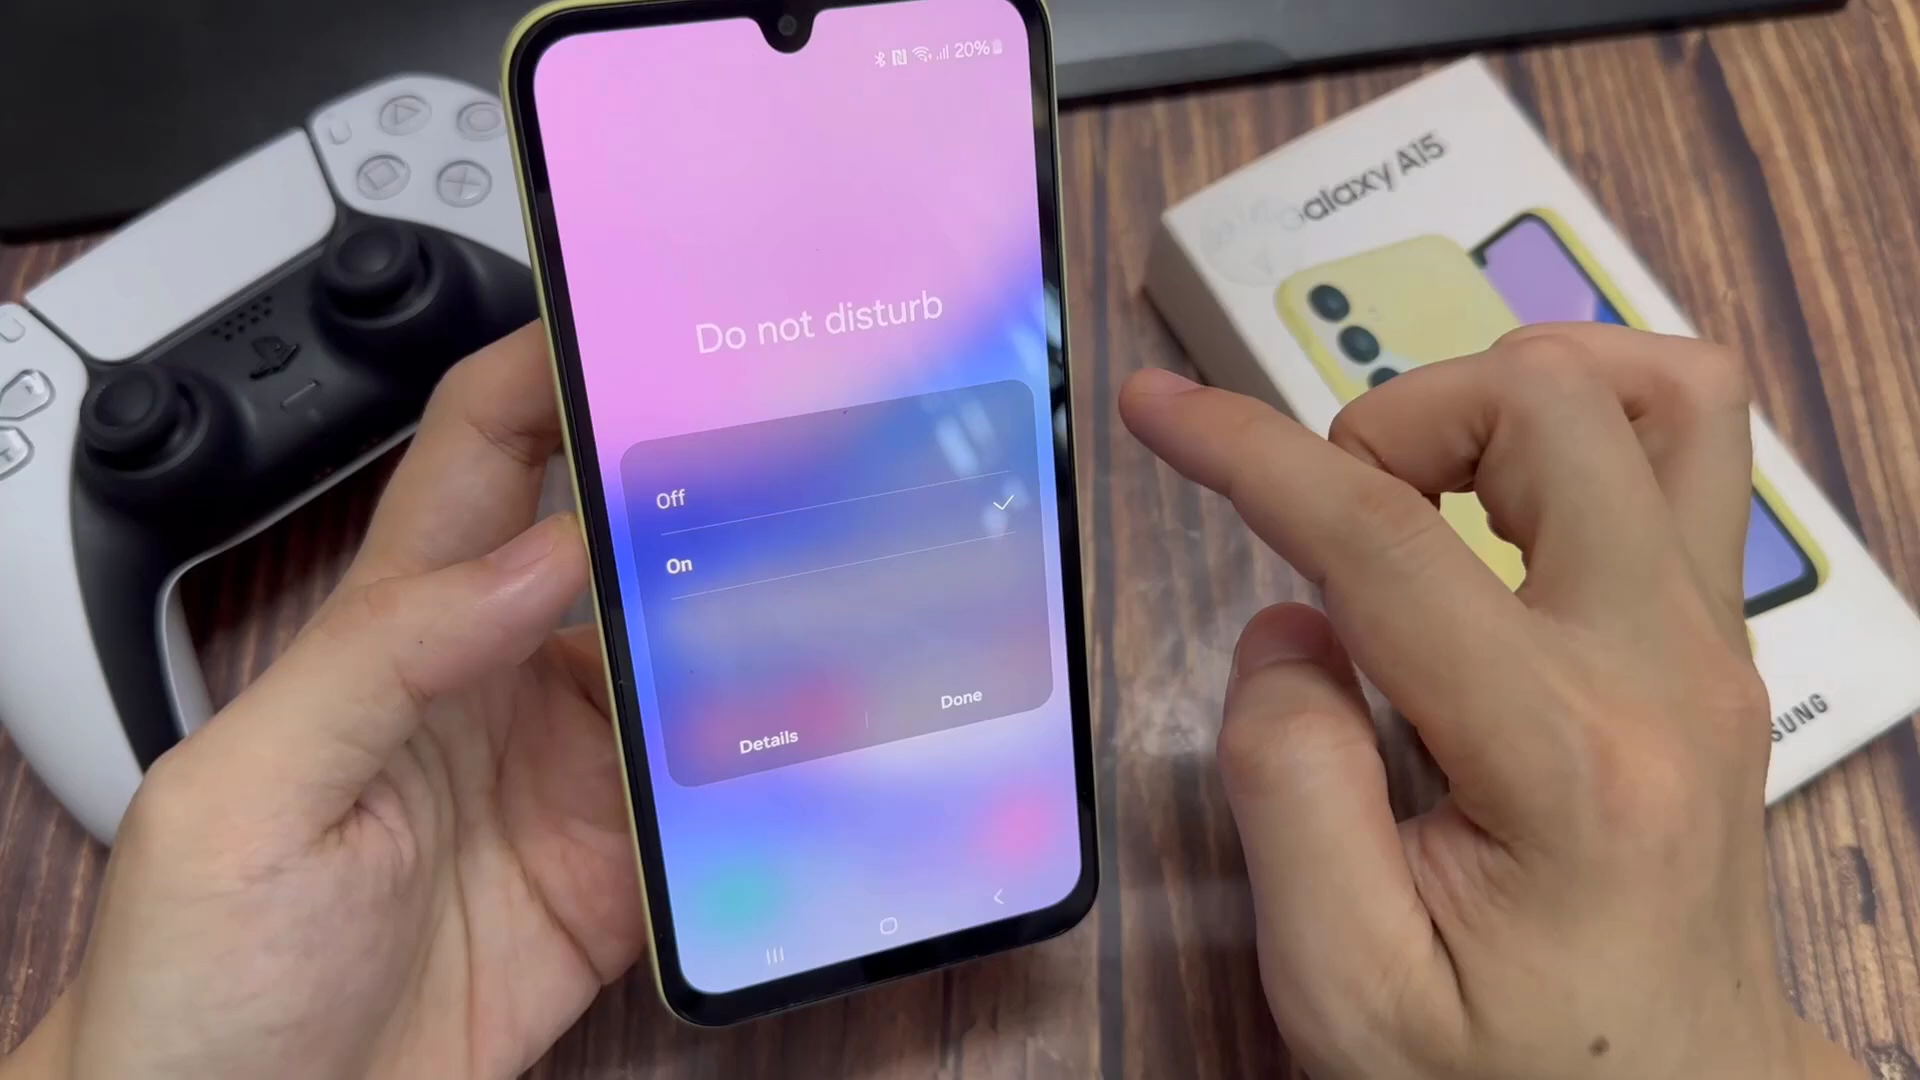 20%
Do not disturb
Off
On
Details
Done
Galaxy A15
SUNG